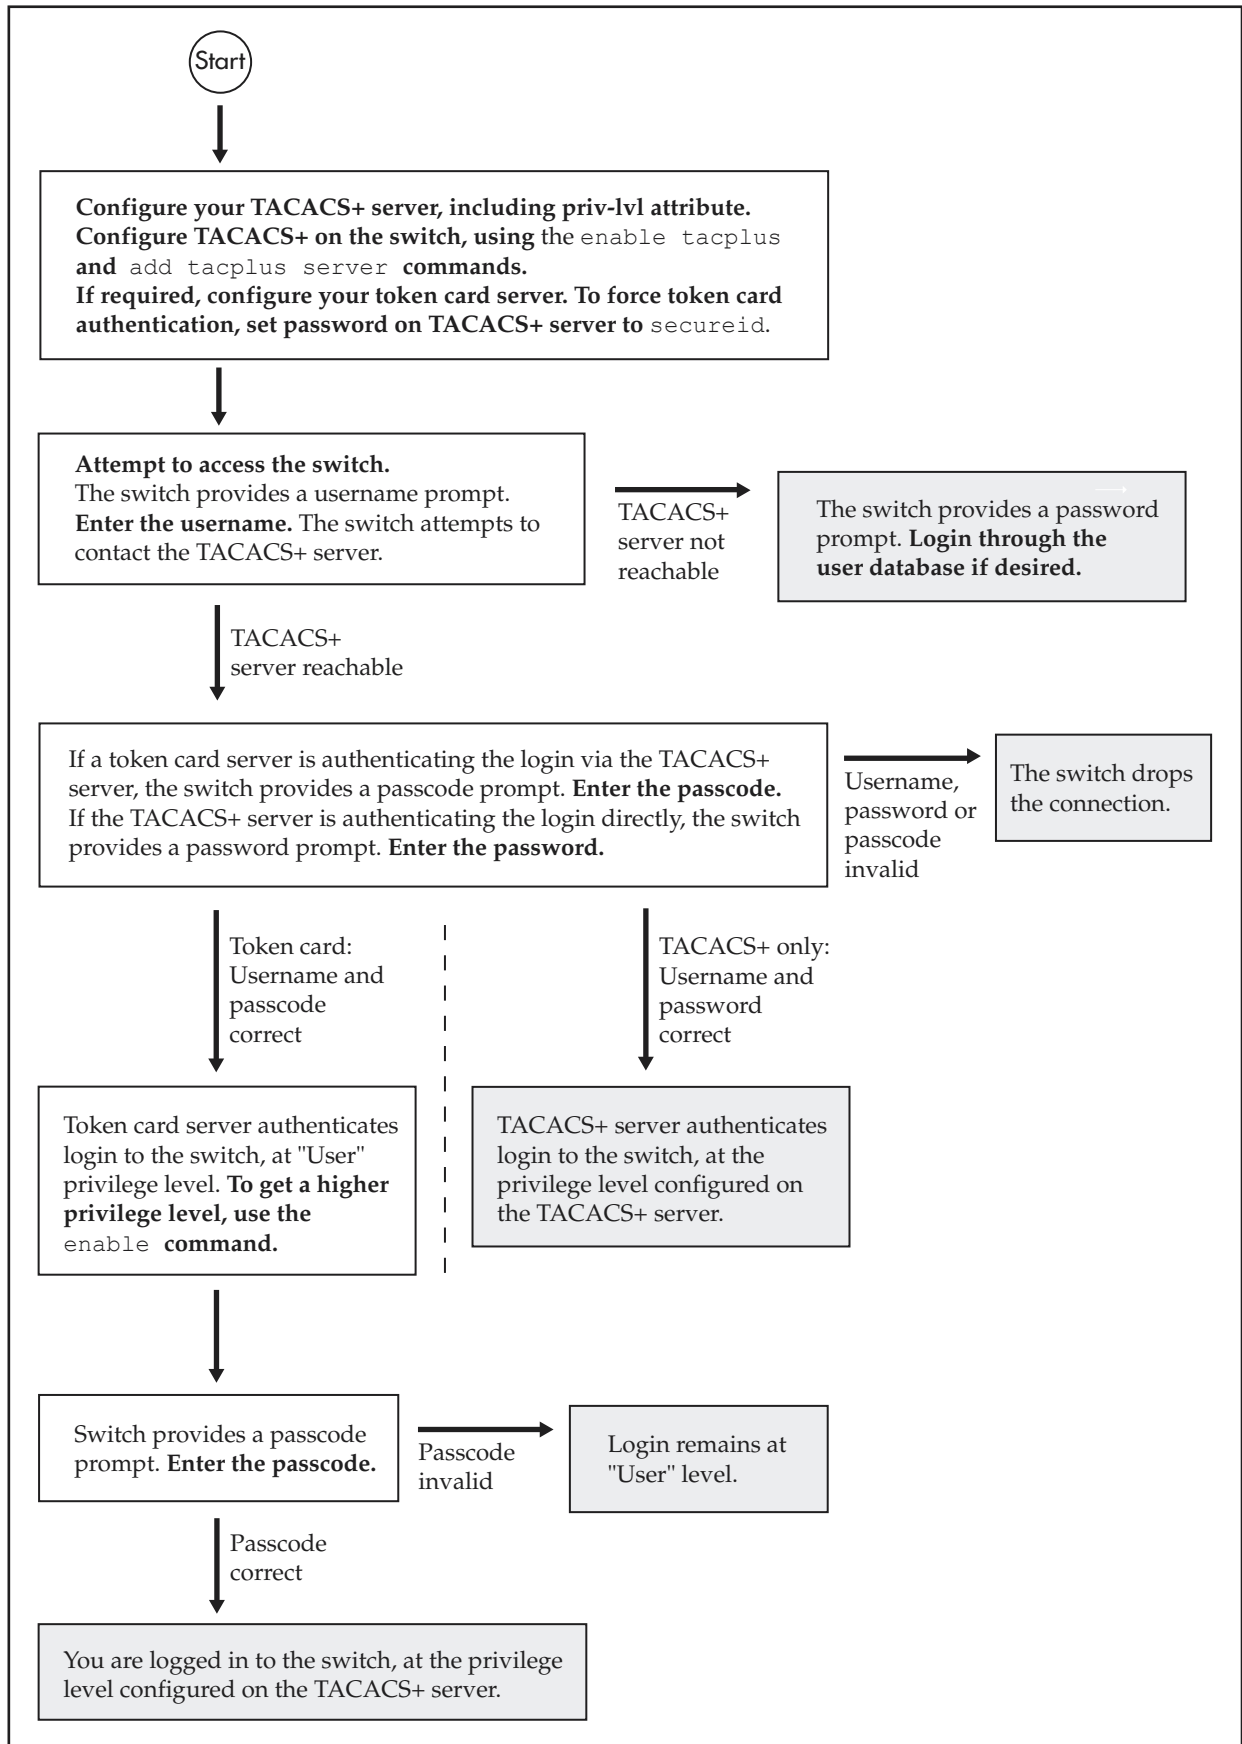 Start
Configure your TACACS+ server, including priv-lvl attribute.
Configure TACACS+ on the switch, using the enable tacplus
and add tacplus server commands.
If required, configure your token card server. To force token card
authentication, set password on TACACS+ server to secureid.
Attempt to access the switch.
The switch provides a username prompt.
Enter the username. The switch attempts to
contact the TACACS+ server.
TACACS+
server not
reachable
The switch provides a password
prompt. Login through the
user database if desired.
TACACS+
server reachable
If a token card server is authenticating the login via the TACACS+
server, the switch provides a passcode prompt. Enter the passcode.
If the TACACS+ server is authenticating the login directly, the switch
provides a password prompt. Enter the password.
Username,
password or
passcode
invalid
The switch drops
the connection.
Token card:
Username and
passcode
correct
TACACS+ only:
Username and
password
correct
Token card server authenticates
login to the switch, at "User"
privilege level. To get a higher
privilege level, use the
enable command.
TACACS+ server authenticates
login to the switch, at the
privilege level configured on
the TACACS+ server.
Switch provides a passcode
prompt. Enter the passcode.
Passcode
invalid
Login remains at
"User" level.
Passcode
correct
You are logged in to the switch, at the privilege
level configured on the TACACS+ server.